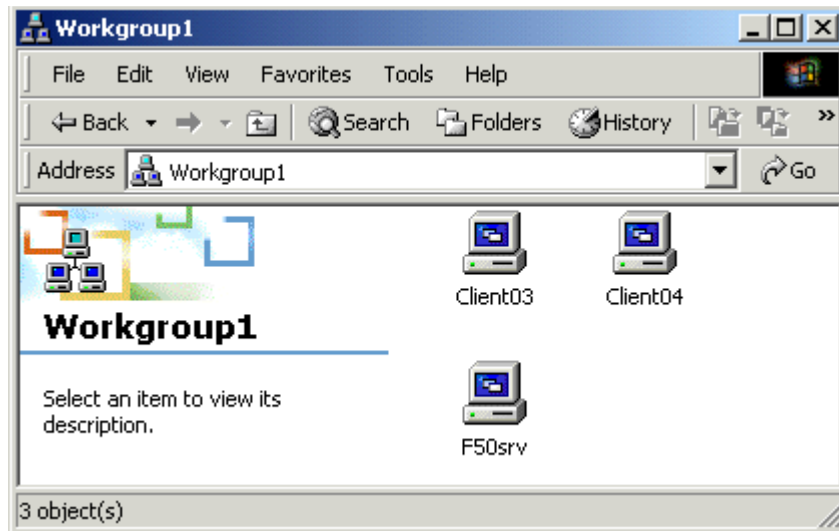 Workgroup1
File Edit View Favorites Tools Help
Back Search Folders History »
Address Workgroup1 Go
Workgroup1
Select an item to view its
description.
Client03 Client04
F50srv
3 object(s)